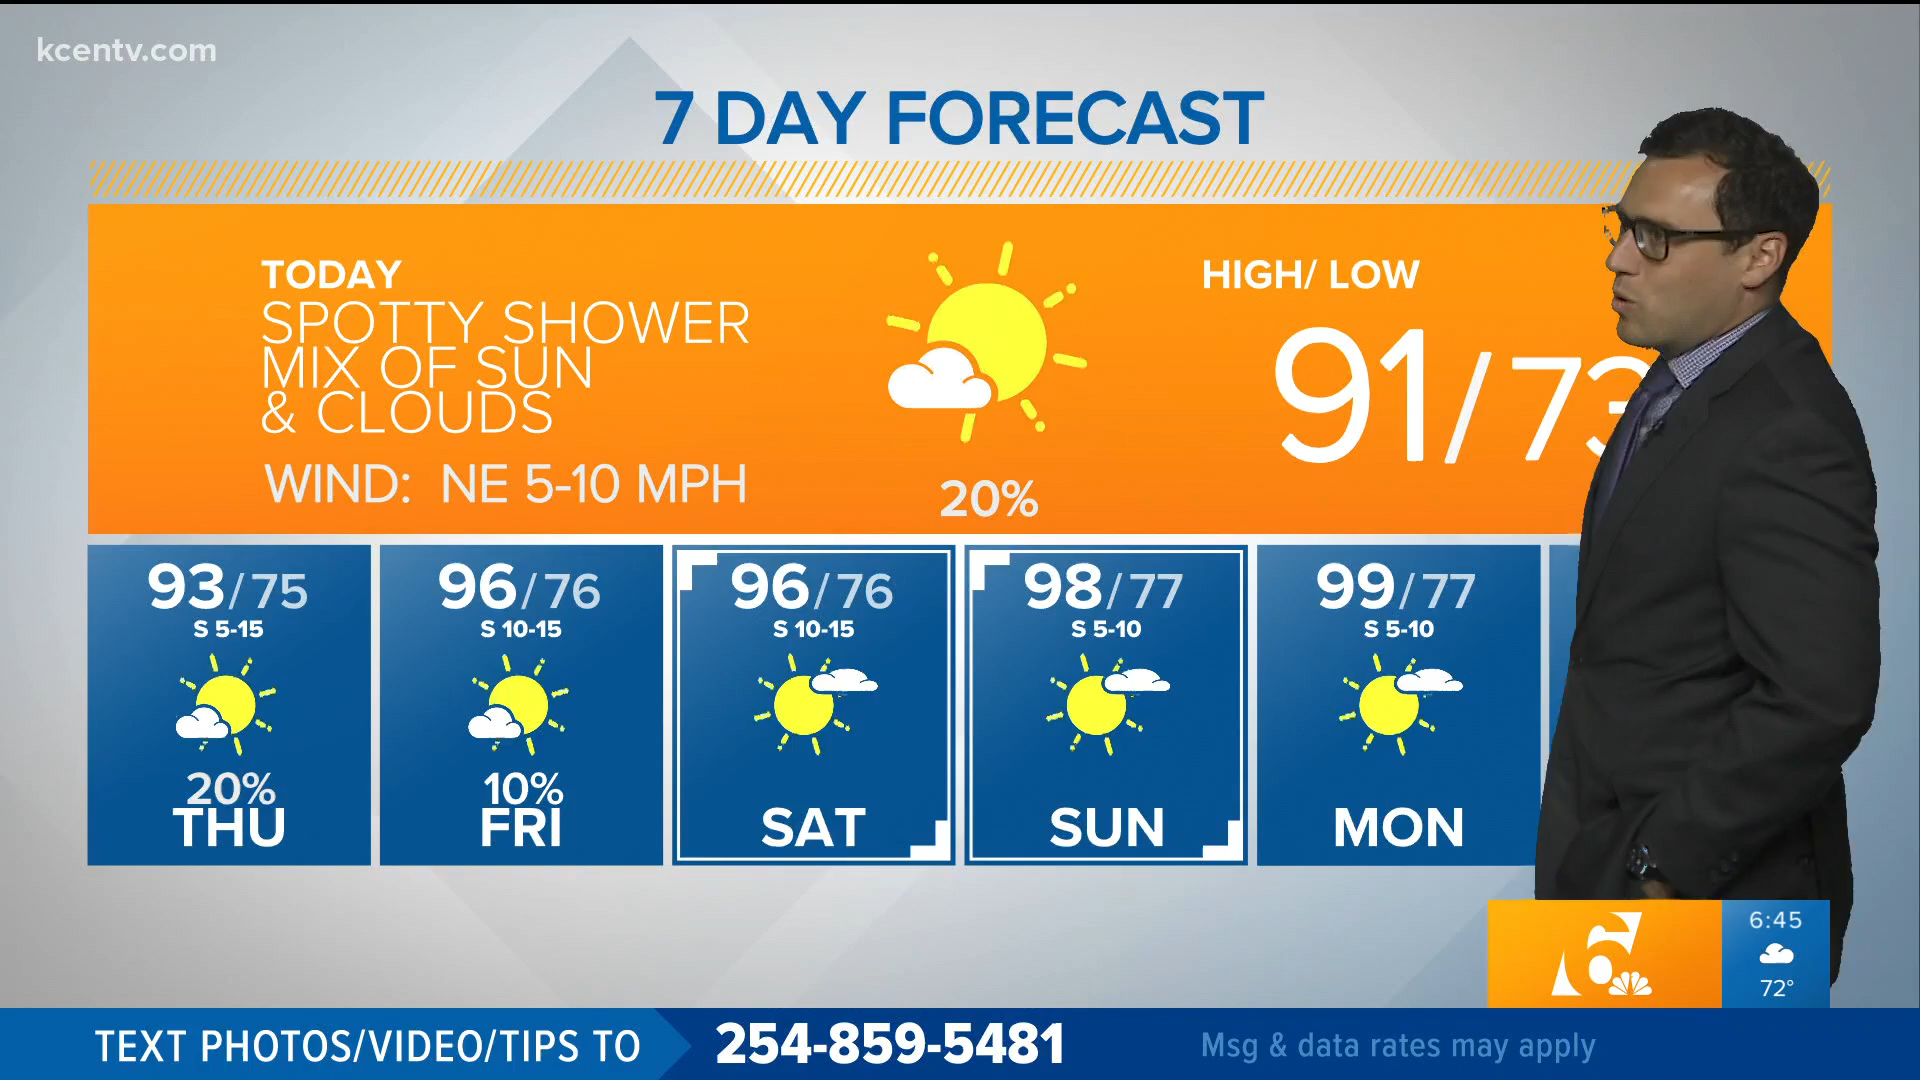 kcentv.com
7 DAY FORECAST
TODAY
SPOTTY SHOWER
MIX OF SUN
& CLOUDS
WIND: NE 5-10 MPH
20%
HIGH/ LOW
91/73
93/75
S 5-15
20%
THU
96/76
S 10-15
10%
FRI
96/76
S 10-15
SAT
98/77
S 5-10
SUN
99/77
S 5-10
MON
6
6:45
72°
TEXT PHOTOS/VIDEO/TIPS TO 254-859-5481 Msg & data rates may apply